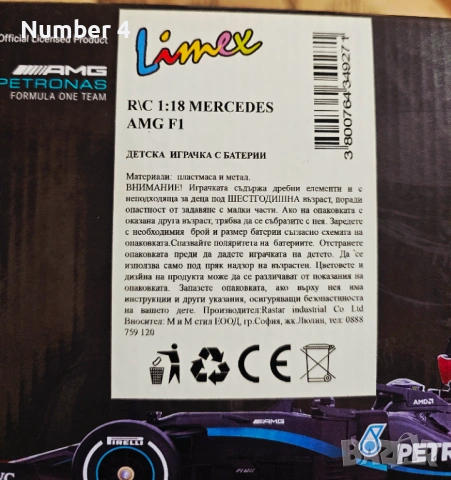 Number 4
Official Licensed Product
Limex
AMG
PETRONAS
FORMULA ONE TEAM
R\C 1:18 MERCEDES
AMG F1
3800764349271
ДЕТСКА ИГРАЧКА С БАТЕРИИ
Материали: пластмаса и метал.
ВНИМАНИЕ! Играчката съдържа дребни елементи и е
неподходяща за деца под ШЕСТГОДИШНА възраст, поради
опастност от задавяне с малки части. Ако на опаковката е
оказана друга възраст, трябва да се събразите с нея. Заредете
с необходимия брой и размер батерии съгласно схемата на
опаковката.Спазвайте поляритета на батериите. Отстранете
опаковката преди да дадете играчката на детето. Да се
използва само под пряк надзор на възрастен. Цветовете и
дизйна на продукта може да се различават от показаните на
опаковката. Запазете опаковката, ако върху нея има
инструкции и други указания, осигуряващи безопастността
на вашето дете. Производител:Rastar industrial Co Ltd
Вносител: М и М стил ЕООД, гр.София, жк.Люлин, тел: 0888
759 120
CE
AMG
AMD
PIRELLI
PETR